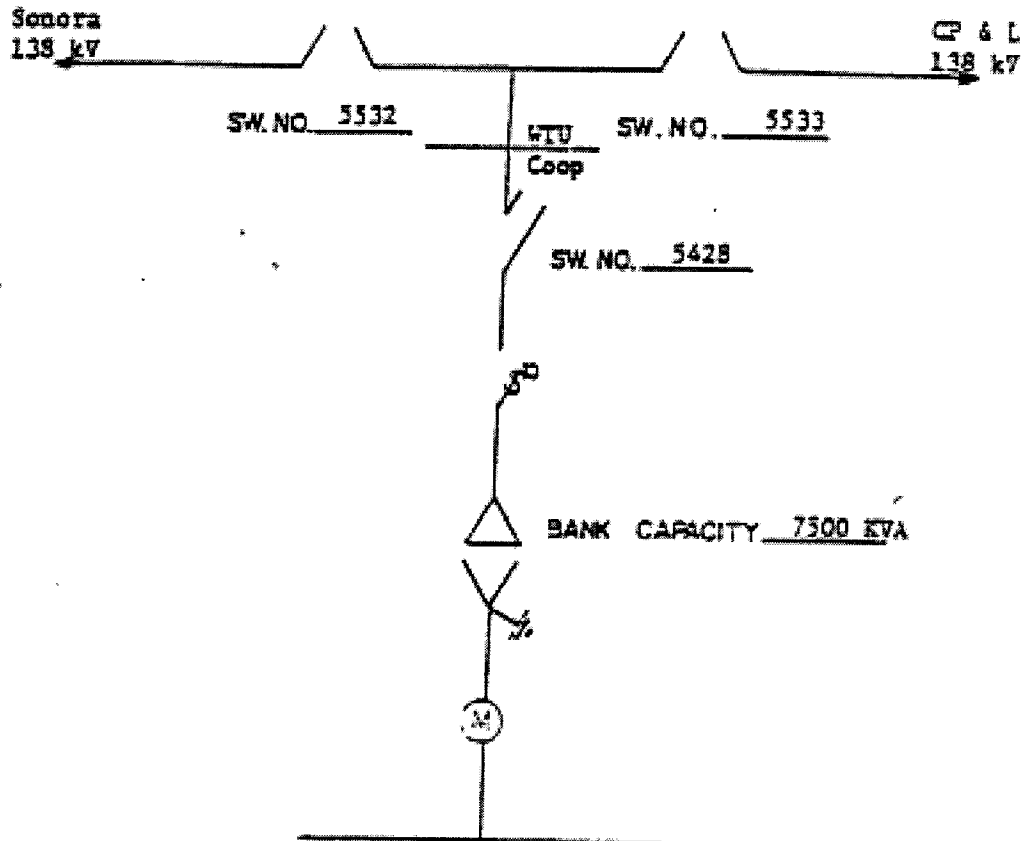 Sonora
138 kV
CP & L
138 kV
SW. NO. 5532
WTU
Coop
SW. NO. 5533
SW. NO. 5428
BANK CAPACITY 7500 KVA
M